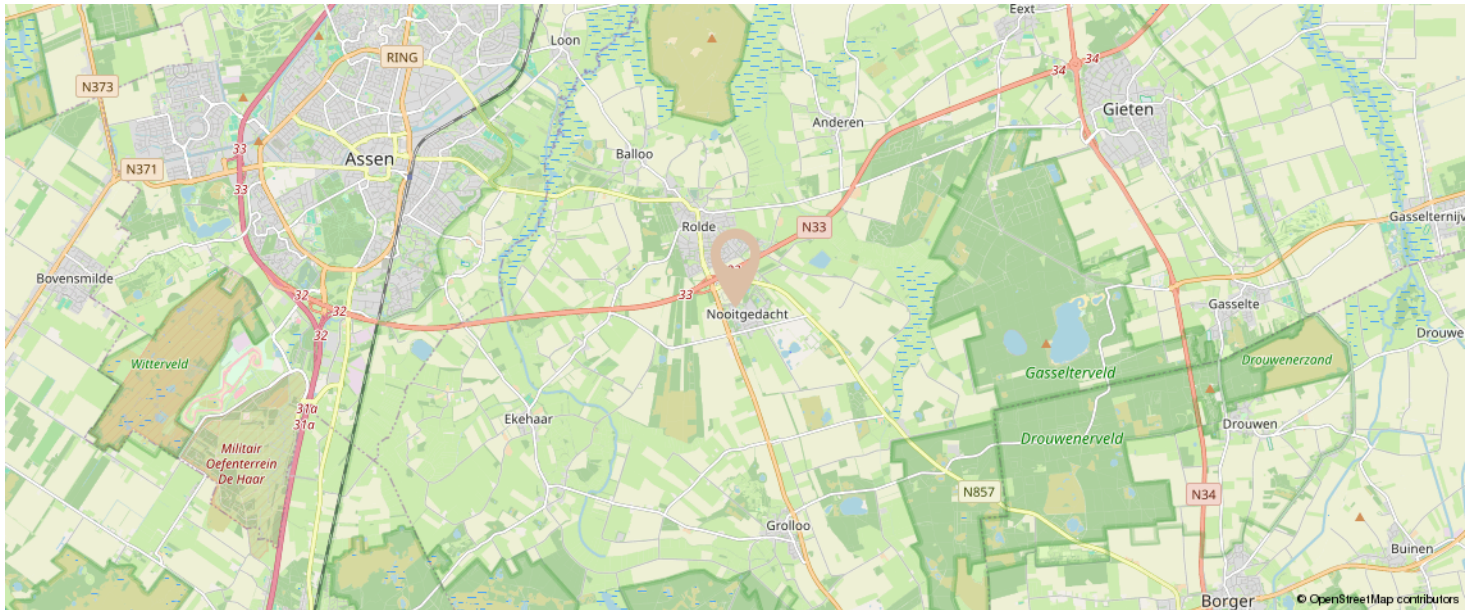 Eext
Loon
RING
34
34
N373
Gieten
Anderen
33
Balloo
Assen
N371
33
Gasselternijv
Rolde
N33
33
Bovensmilde
32
33
32
Gasselte
Nooitgedacht
32
Drouwe
Witterveld
Drouwenerzand
Gasselterveld
31a
31a
Ekehaar
Drouwen
Drouwenerveld
Militair
Oefenterrein
De Haar
N857
N34
Grolloo
Buinen
Borger
© OpenStreetMap contributors